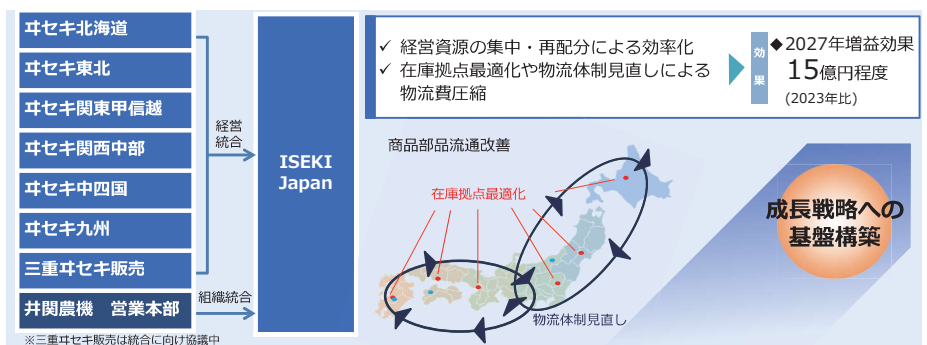 ヰセキ北海道
ヰセキ東北
ヰセキ関東甲信越
ヰセキ関西中部
ヰセキ中四国
ヰセキ九州
三重ヰセキ販売
井関農機 営業本部
※三重ヰセキ販売は統合に向け協議中
経営
統合
組織統合
ISEKI
Japan
✓ 経営資源の集中・再配分による効率化
✓ 在庫拠点最適化や物流体制見直しによる
物流費圧縮
効
果
◆2027年増益効果
15億円程度
(2023年比)
商品部品流通改善
在庫拠点最適化
物流体制見直し
成長戦略への
基盤構築